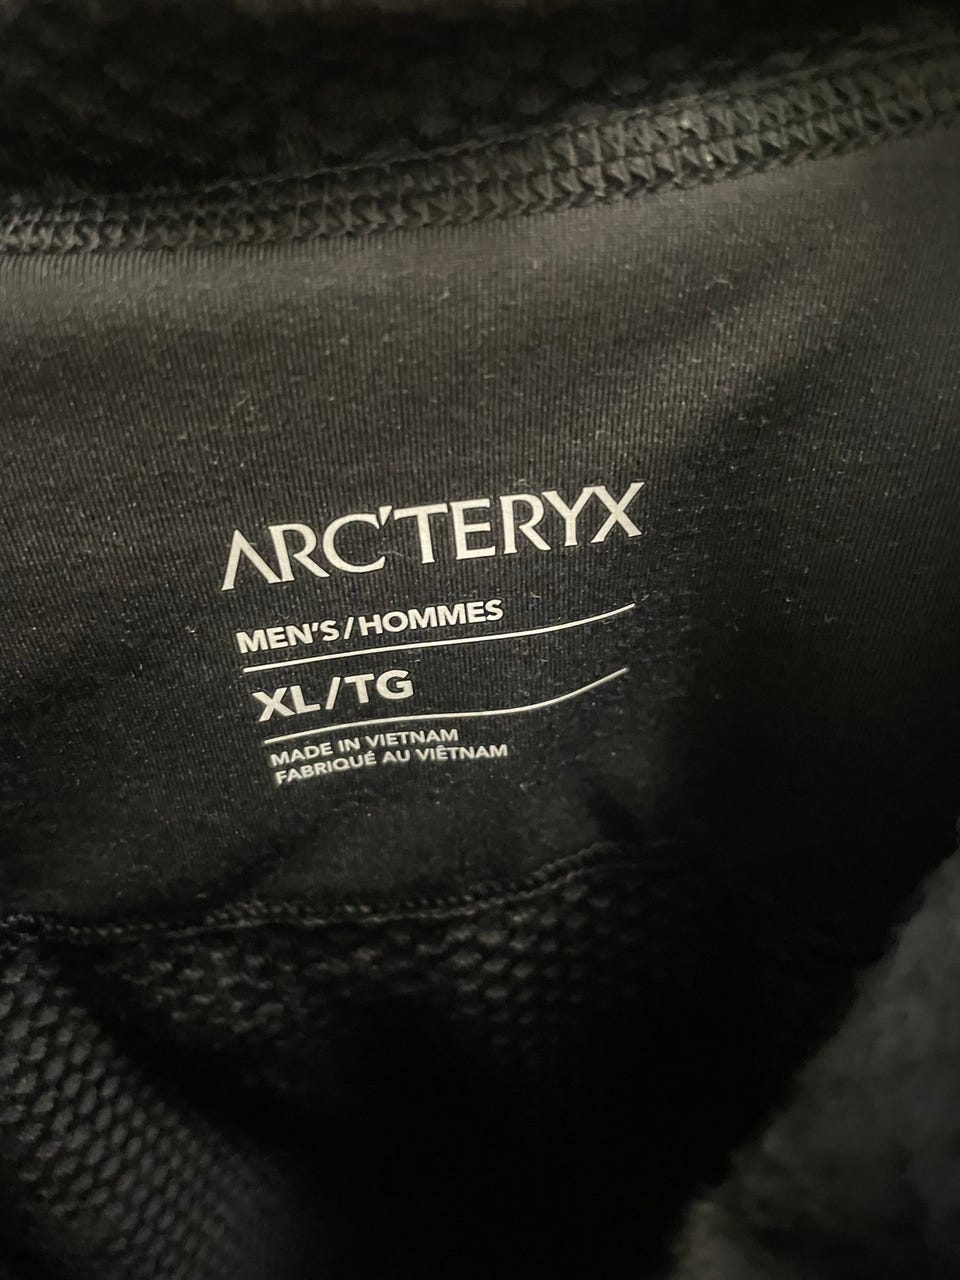 ARC'TERYX
MEN'S/HOMMES
XL/TG
MADE IN VIETNAM
FABRIQUÉ AU VIÊTNAM